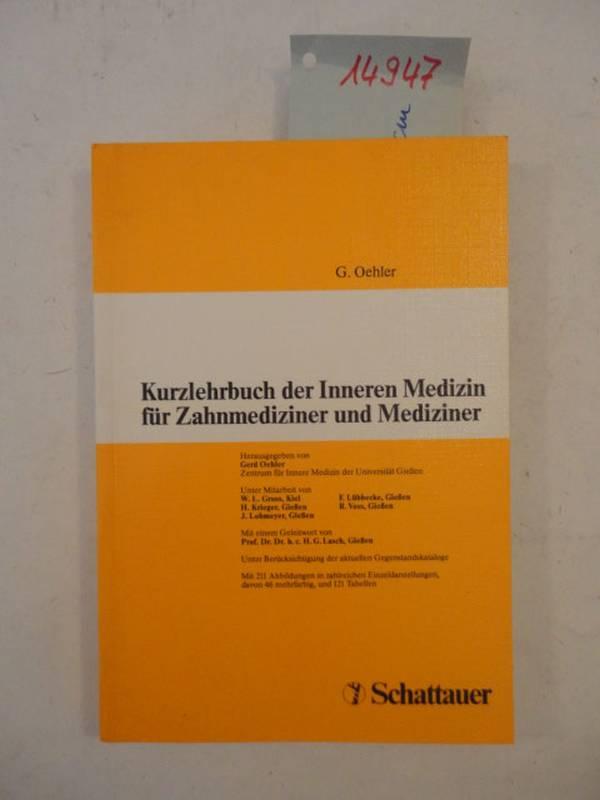 14947
G. Oehler
Kurzlehrbuch der Inneren Medizin
für Zahnmediziner und Mediziner
Herausgegeben von
Gerd Oehler
Zentrum für Innere Medizin der Universität Gießen
Unter Mitarbeit von
W. L. Gross, Kiel
H. Krieger, Gießen
J. Lohmeyer, Gießen
F. Lübbecke, Gießen
R. Voss, Gießen
Mit einem Geleitwort von
Prof. Dr. Dr. h. c. H. G. Lasch, Gießen
Unter Berücksichtigung der aktuellen Gegenstandskataloge
Mit 211 Abbildungen in zahlreichen Einzeldarstellungen,
davon 46 mehrfarbig, und 121 Tabellen
Schattauer